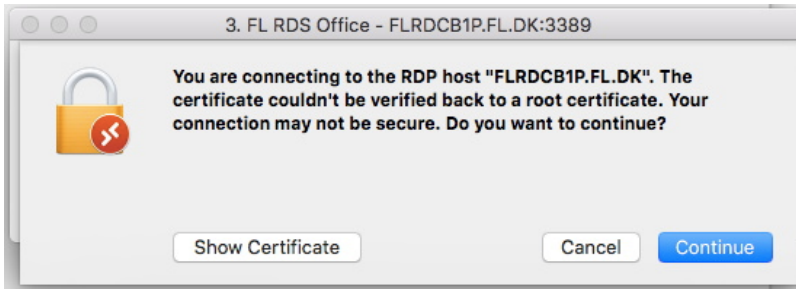 3. FL RDS Office - FLRDCB1P.FL.DK:3389
You are connecting to the RDP host "FLRDCB1P.FL.DK". The
certificate couldn't be verified back to a root certificate. Your
connection may not be secure. Do you want to continue?
Show Certificate
Cancel
Continue